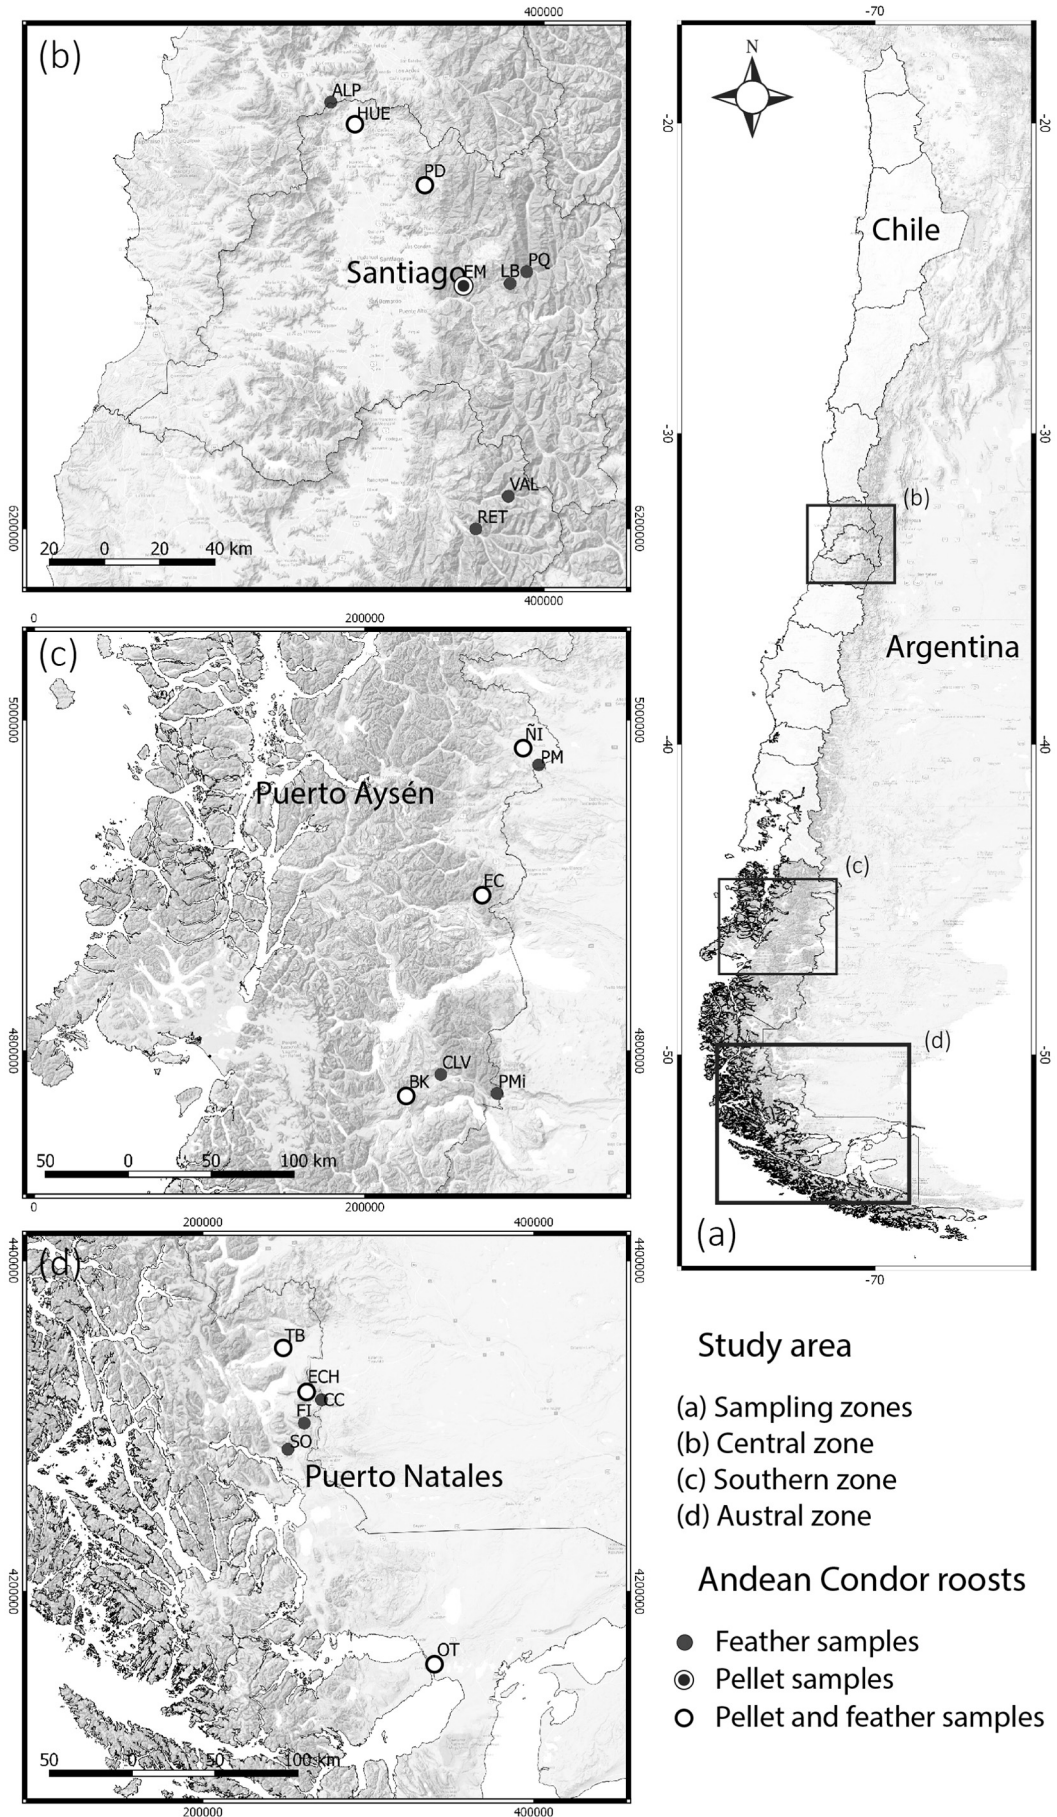 400000
(b)
ALP
HUE
PD
PQ
Santiago
EM
LB
VAL
RET
6200000
6200000
20 0 20 40 km
400000
0
200000
(c)
5000000
5000000
ÑI
PM
Puerto Aysén
EC
4800000
4800000
CLV
BK
PMi
50 0 50 100 km
0
200000
200000
400000
(d)
4400000
4400000
TB
ECH
CC
FI
SO
Puerto Natales
4200000
4200000
OT
50 0 50 100 km
200000
400000
-70
N
-20
-20
Chile
-30
-30
(b)
Argentina
-40
-40
(c)
-50
-50
(d)
(a)
-70
Study area
(a) Sampling zones
(b) Central zone
(c) Southern zone
(d) Austral zone
Andean Condor roosts
Feather samples
Pellet samples
Pellet and feather samples